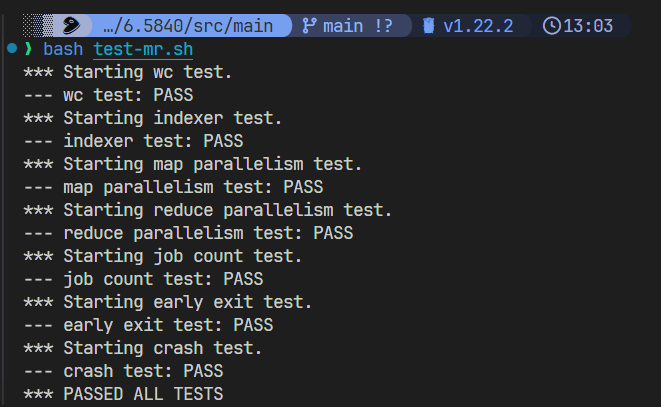 …/6.5840/src/main main !? v1.22.2 13:03
❯ bash test-mr.sh
*** Starting wc test.
--- wc test: PASS
*** Starting indexer test.
--- indexer test: PASS
*** Starting map parallelism test.
--- map parallelism test: PASS
*** Starting reduce parallelism test.
--- reduce parallelism test: PASS
*** Starting job count test.
--- job count test: PASS
*** Starting early exit test.
--- early exit test: PASS
*** Starting crash test.
--- crash test: PASS
*** PASSED ALL TESTS